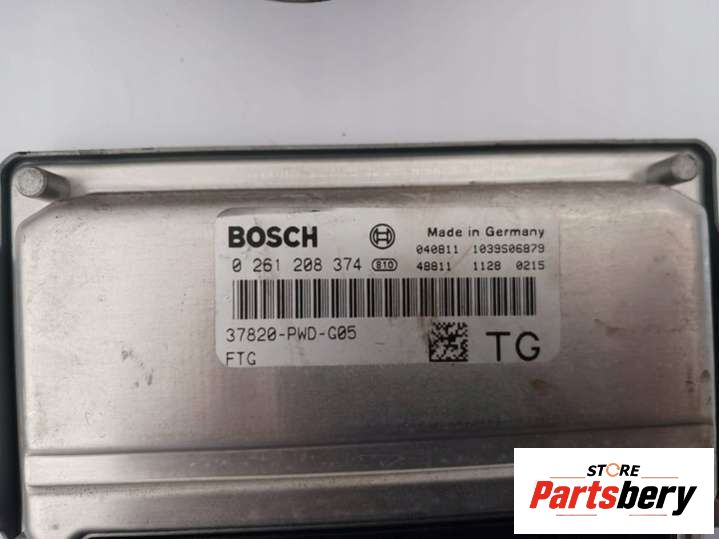 BOSCH
Made in Germany
040811 1039S06879
0 261 208 374 810 48811 1128 0215
37820-PWD-G05
FTG
TG
STORE
Partsbery